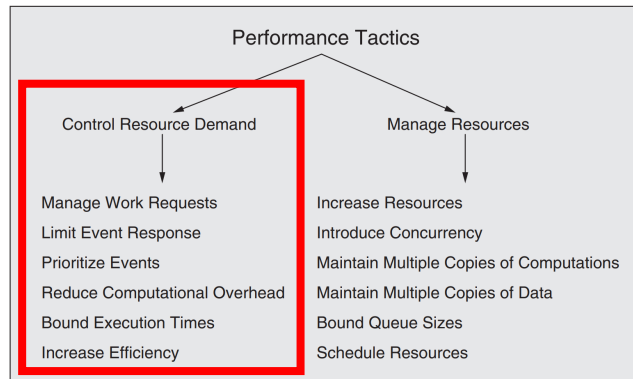 Performance Tactics
Control Resource Demand
Manage Work Requests
Limit Event Response
Prioritize Events
Reduce Computational Overhead
Bound Execution Times
Increase Efficiency
Manage Resources
Increase Resources
Introduce Concurrency
Maintain Multiple Copies of Computations
Maintain Multiple Copies of Data
Bound Queue Sizes
Schedule Resources